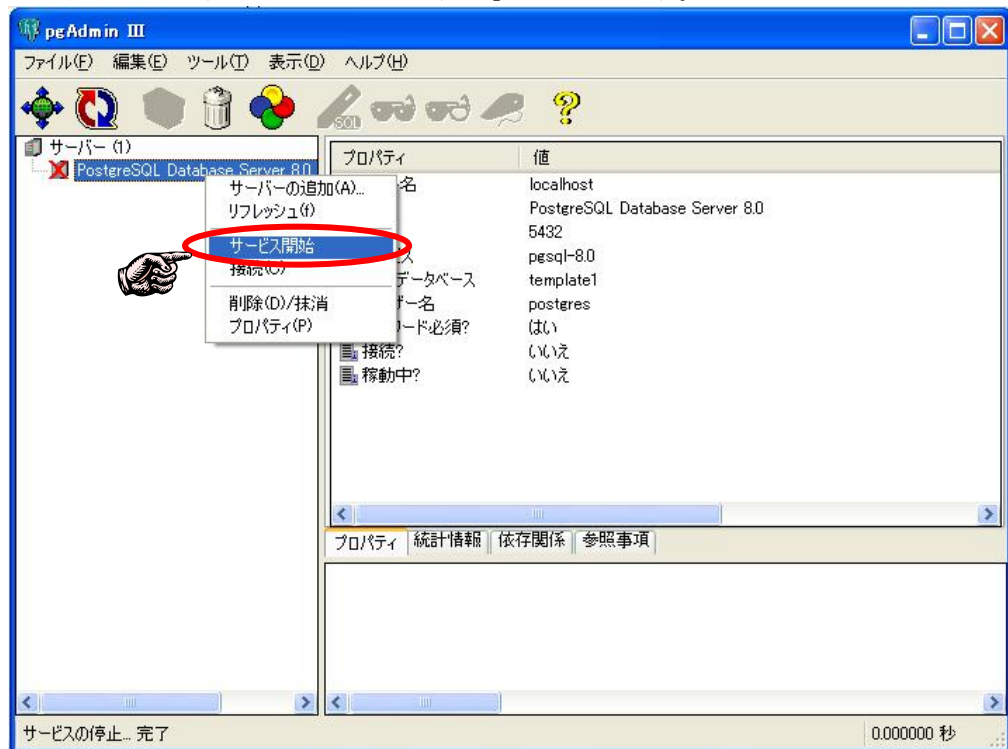 pgAdmin III
ファイル(F) 編集(E) ツール(T) 表示(D) ヘルプ(H)
SQL
サーバー (1)
PostgreSQL Database Server 8.0
サーバーの追加(A)...
リフレッシュ(f)
サービス開始
接続(C)
削除(D)/抹消
プロパティ(P)
プロパティ 値
名 localhost
PostgreSQL Database Server 8.0
5432
ス pgsql-8.0
データベース template1
ザー名 postgres
ワード必須? はい
接続? いいえ
稼動中? いいえ
プロパティ 統計情報 依存関係 参照事項
サービスの停止... 完了 0.000000 秒